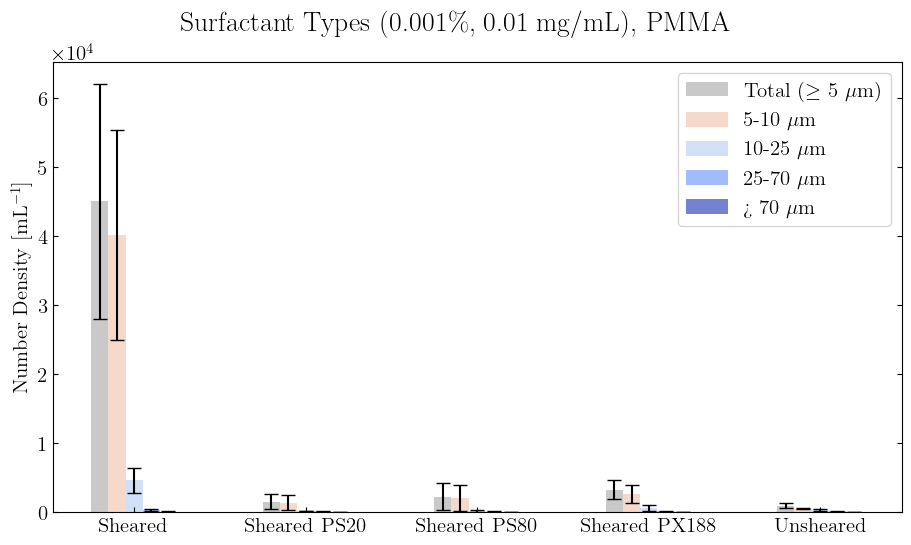 Surfactant Types (0.001%, 0.01 mg/mL), PMMA
×10⁴
Number Density [mL⁻¹]
6
5
4
3
2
1
0
Total (≥ 5 μm)
5-10 μm
10-25 μm
25-70 μm
¿ 70 μm
Sheared
Sheared PS20
Sheared PS80
Sheared PX188
Unsheared